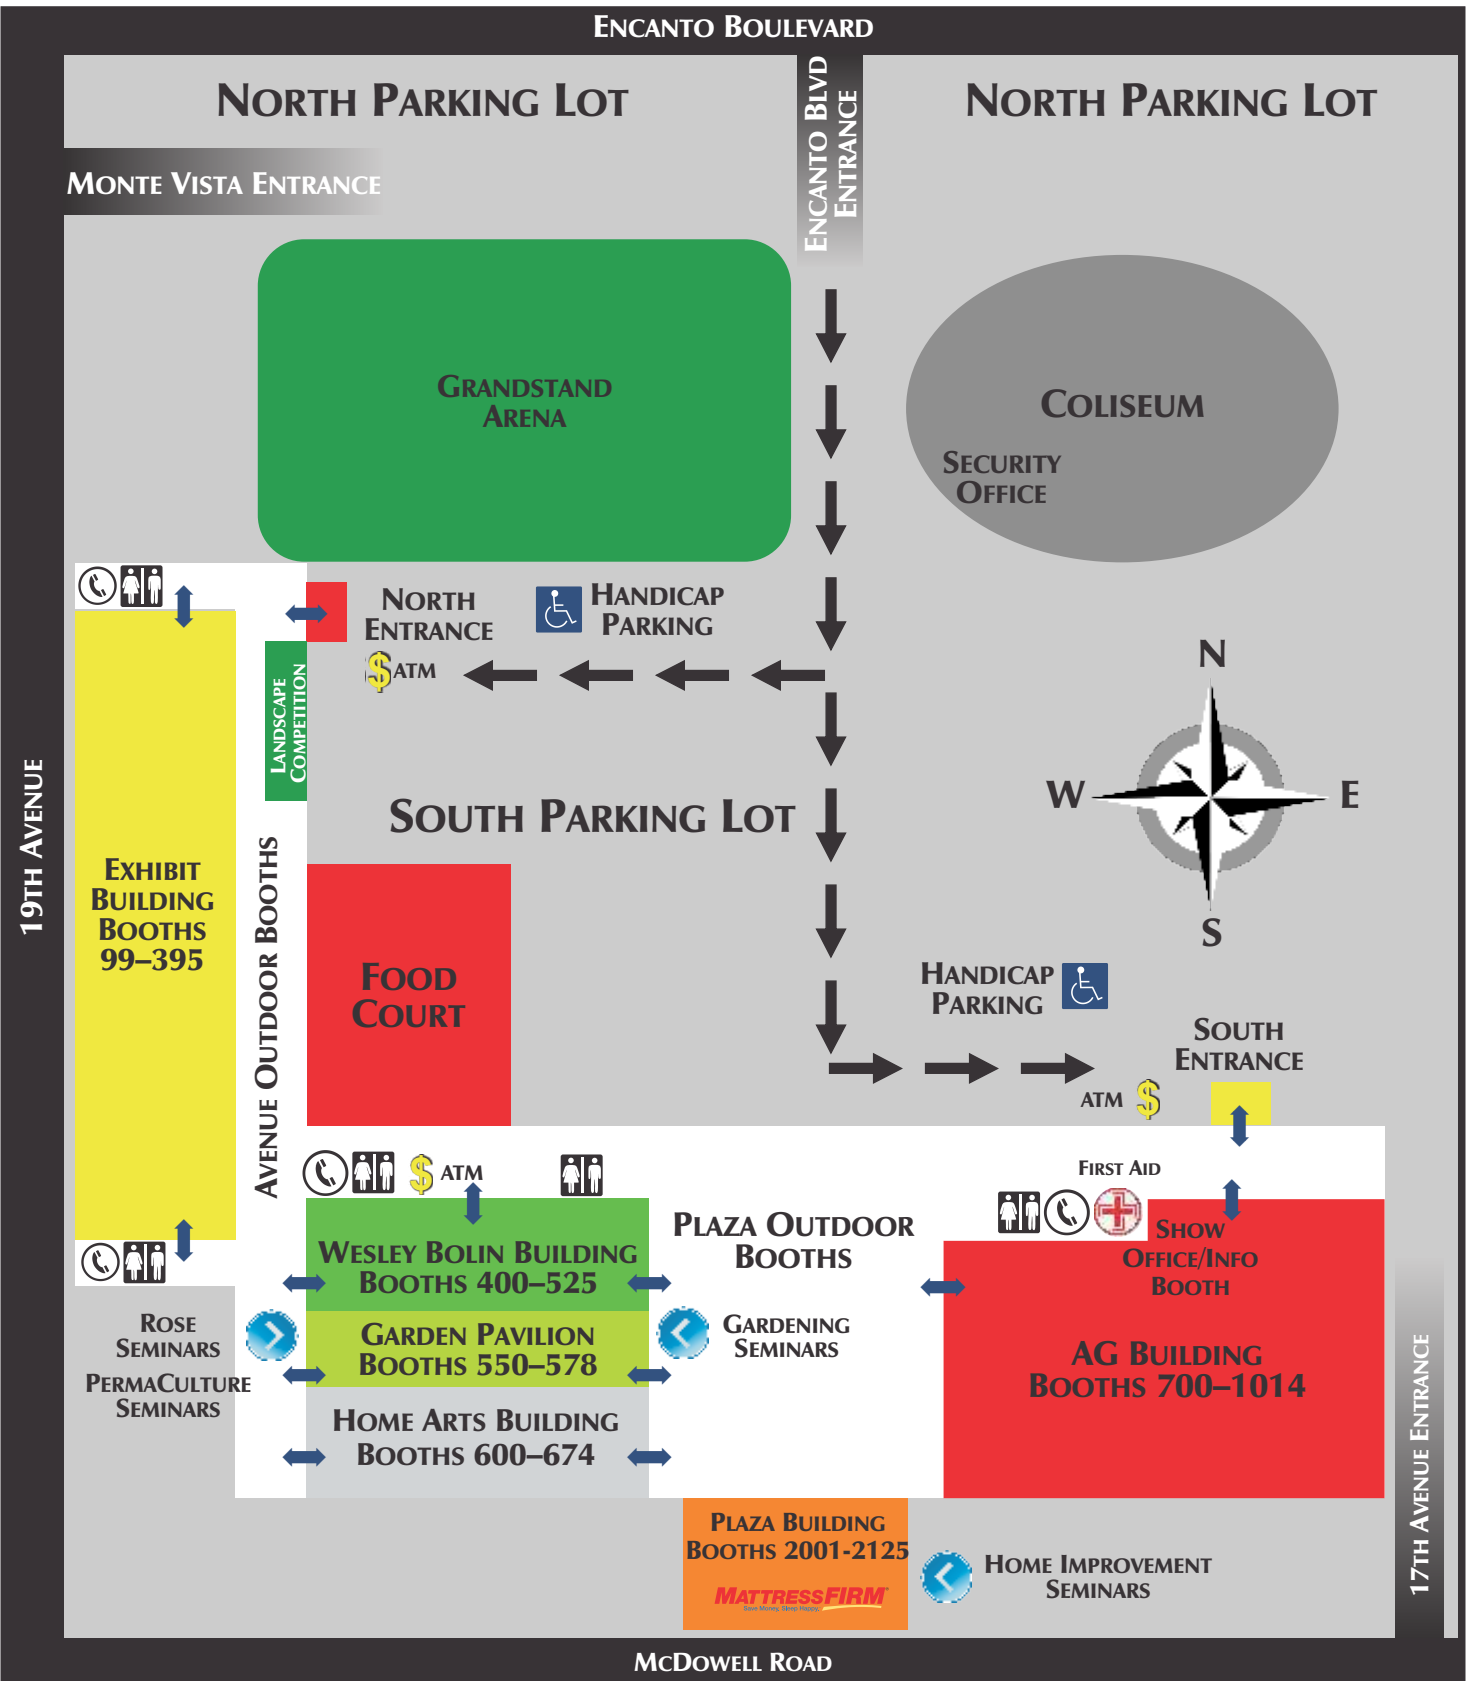 Encanto Boulevard
North Parking Lot
Encanto Blvd
Entrance
North Parking Lot
Monte Vista Entrance
Grandstand
Arena
Coliseum
Security
Office
North
Entrance
Handicap
Parking
$ ATM
Landscape
Competition
N
W
E
S
South Parking Lot
19th Avenue
Exhibit
Building
Booths
99–395
Avenue Outdoor Booths
Food
Court
Handicap
Parking
South
Entrance
ATM $
$ ATM
First Aid
Wesley Bolin Building
Booths 400–525
Plaza Outdoor
Booths
Show
Office/Info
Booth
Rose
Seminars
PermaCulture
Seminars
Garden Pavilion
Booths 550–578
Gardening
Seminars
AG Building
Booths 700–1014
Home Arts Building
Booths 600–674
Plaza Building
Booths 2001-2125
MATTRESSFIRM
Save Money. Sleep Happy.
Home Improvement
Seminars
17th Avenue Entrance
McDowell Road